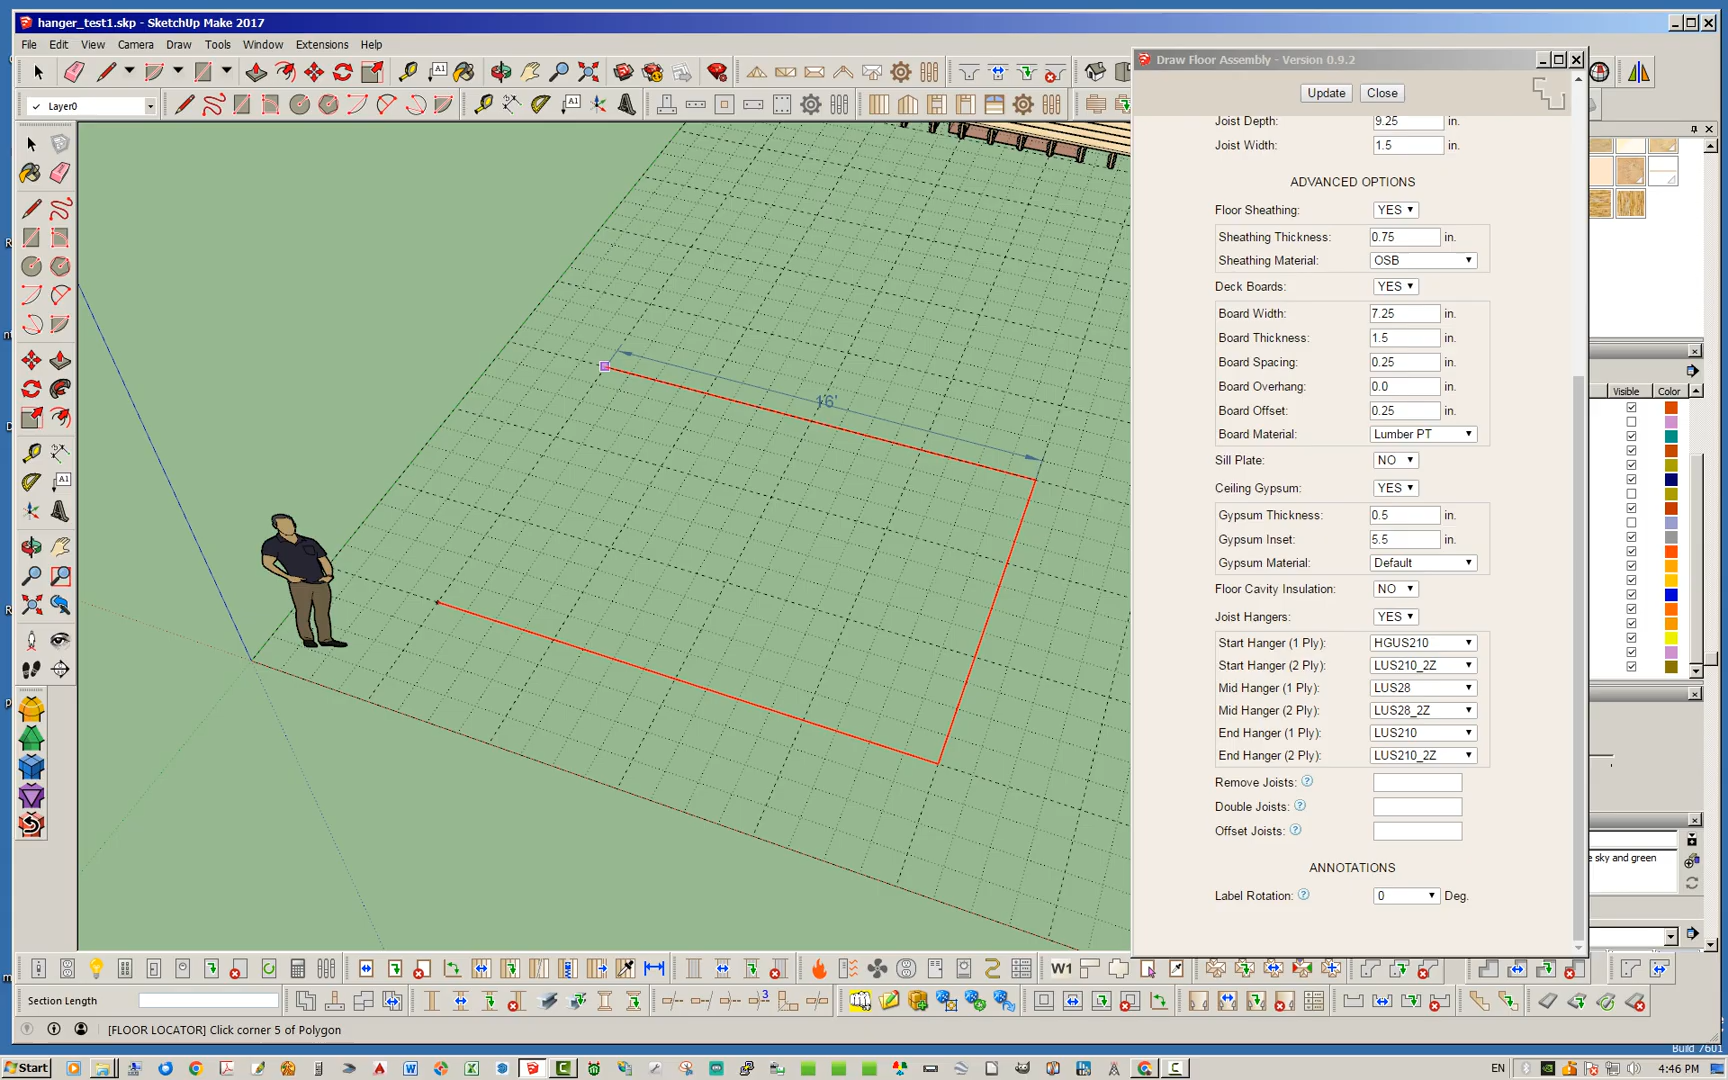 hanger_test1.skp - SketchUp Make 2017
File Edit View Camera Draw Tools Window Extensions Help
Layer0
Draw Floor Assembly - Version 0.9.2
Update Close
Joist Depth: 9.25 in.
Joist Width: 1.5 in.
ADVANCED OPTIONS
Floor Sheathing: YES
Sheathing Thickness: 0.75 in.
Sheathing Material: OSB
Deck Boards: YES
Board Width: 7.25 in.
Board Thickness: 1.5 in.
Board Spacing: 0.25 in.
Board Overhang: 0.0 in.
Board Offset: 0.25 in.
Board Material: Lumber PT
Sill Plate: NO
Ceiling Gypsum: YES
Gypsum Thickness: 0.5 in.
Gypsum Inset: 5.5 in.
Gypsum Material: Default
Floor Cavity Insulation: NO
Joist Hangers: YES
Start Hanger (1 Ply): HGUS210
Start Hanger (2 Ply): LUS210_2Z
Mid Hanger (1 Ply): LUS28
Mid Hanger (2 Ply): LUS28_2Z
End Hanger (1 Ply): LUS210
End Hanger (2 Ply): LUS210_2Z
Remove Joists: ?
Double Joists: ?
Offset Joists: ?
ANNOTATIONS
Label Rotation: ? 0 Deg.
16'
Visible Color
e sky and green
W1
Section Length
3
[FLOOR LOCATOR] Click corner 5 of Polygon
Build 7601
Start
EN
4:46 PM